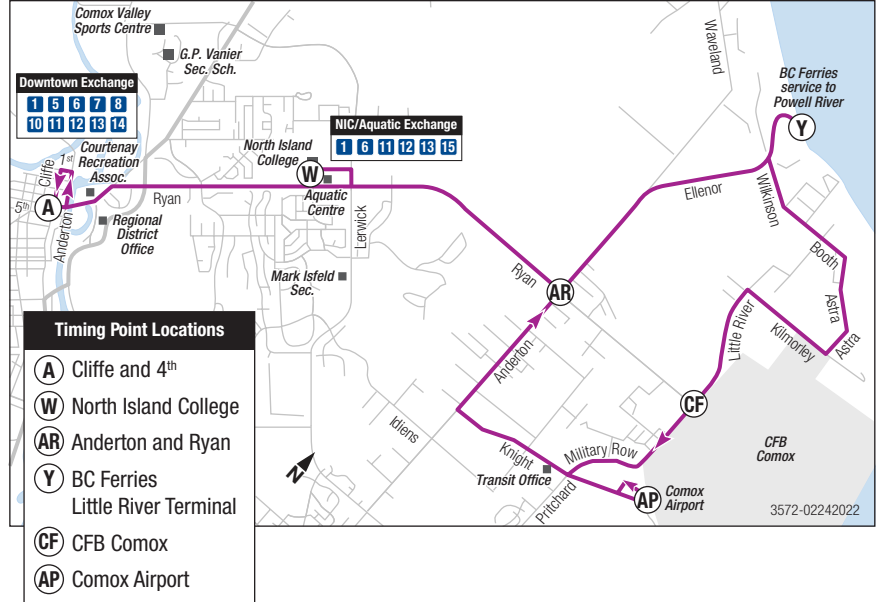 Comox Valley
Sports Centre
G.P. Vanier
Sec. Sch.
Waveland
BC Ferries
service to
Powell River
Y
Downtown Exchange
1 5 6 7 8
10 11 12 13 14
NIC/Aquatic Exchange
1 6 11 12 13 15
North Island
College
W
Aquatic
Centre
Cliffe
1st
Courtenay
Recreation
Assoc.
5th
A
Anderton
Ryan
Regional
District
Office
Lerwick
Mark Isfeld
Sec.
Ellenor
Wilkinson
Booth
Astra
Astra
Ryan
AR
Anderton
Little River
Kilmorley
CF
Idiens
Knight
Military Row
Transit Office
Pritchard
AP
Comox
Airport
CFB
Comox
N
3572-02242022
Timing Point Locations
A Cliffe and 4th
W North Island College
AR Anderton and Ryan
Y BC Ferries
Little River Terminal
CF CFB Comox
AP Comox Airport